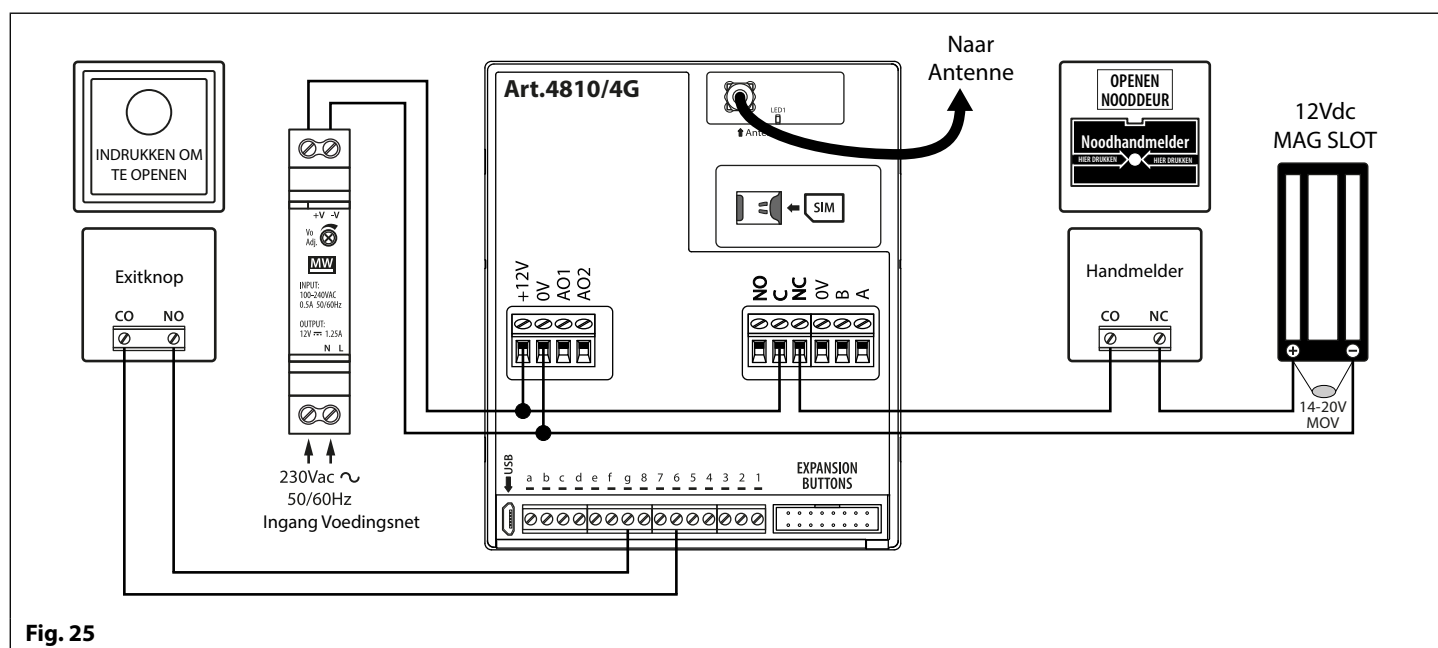 INDRUKKEN OM
TE OPENEN
Exitknop
CO NO
+V -V
Vo
Adj.
MW
INPUT:
100-240VAC
0.5A 50/60Hz
OUTPUT:
12V 1.25A
N L
230Vac
50/60Hz
Ingang Voedingsnet
Art.4810/4G
LED1
Ante
SIM
+12V
0V
AO1
AO2
NO
C
NC
0V
B
A
USB
a b c d e f g 8 7 6 5 4 3 2 1
EXPANSION
BUTTONS
Naar
Antenne
OPENEN
NOODDEUR
Noodhandmelder
HIER DRUKKEN HIER DRUKKEN
Handmelder
CO NC
12Vdc
MAG SLOT
+ −
14-20V
MOV
Fig. 25